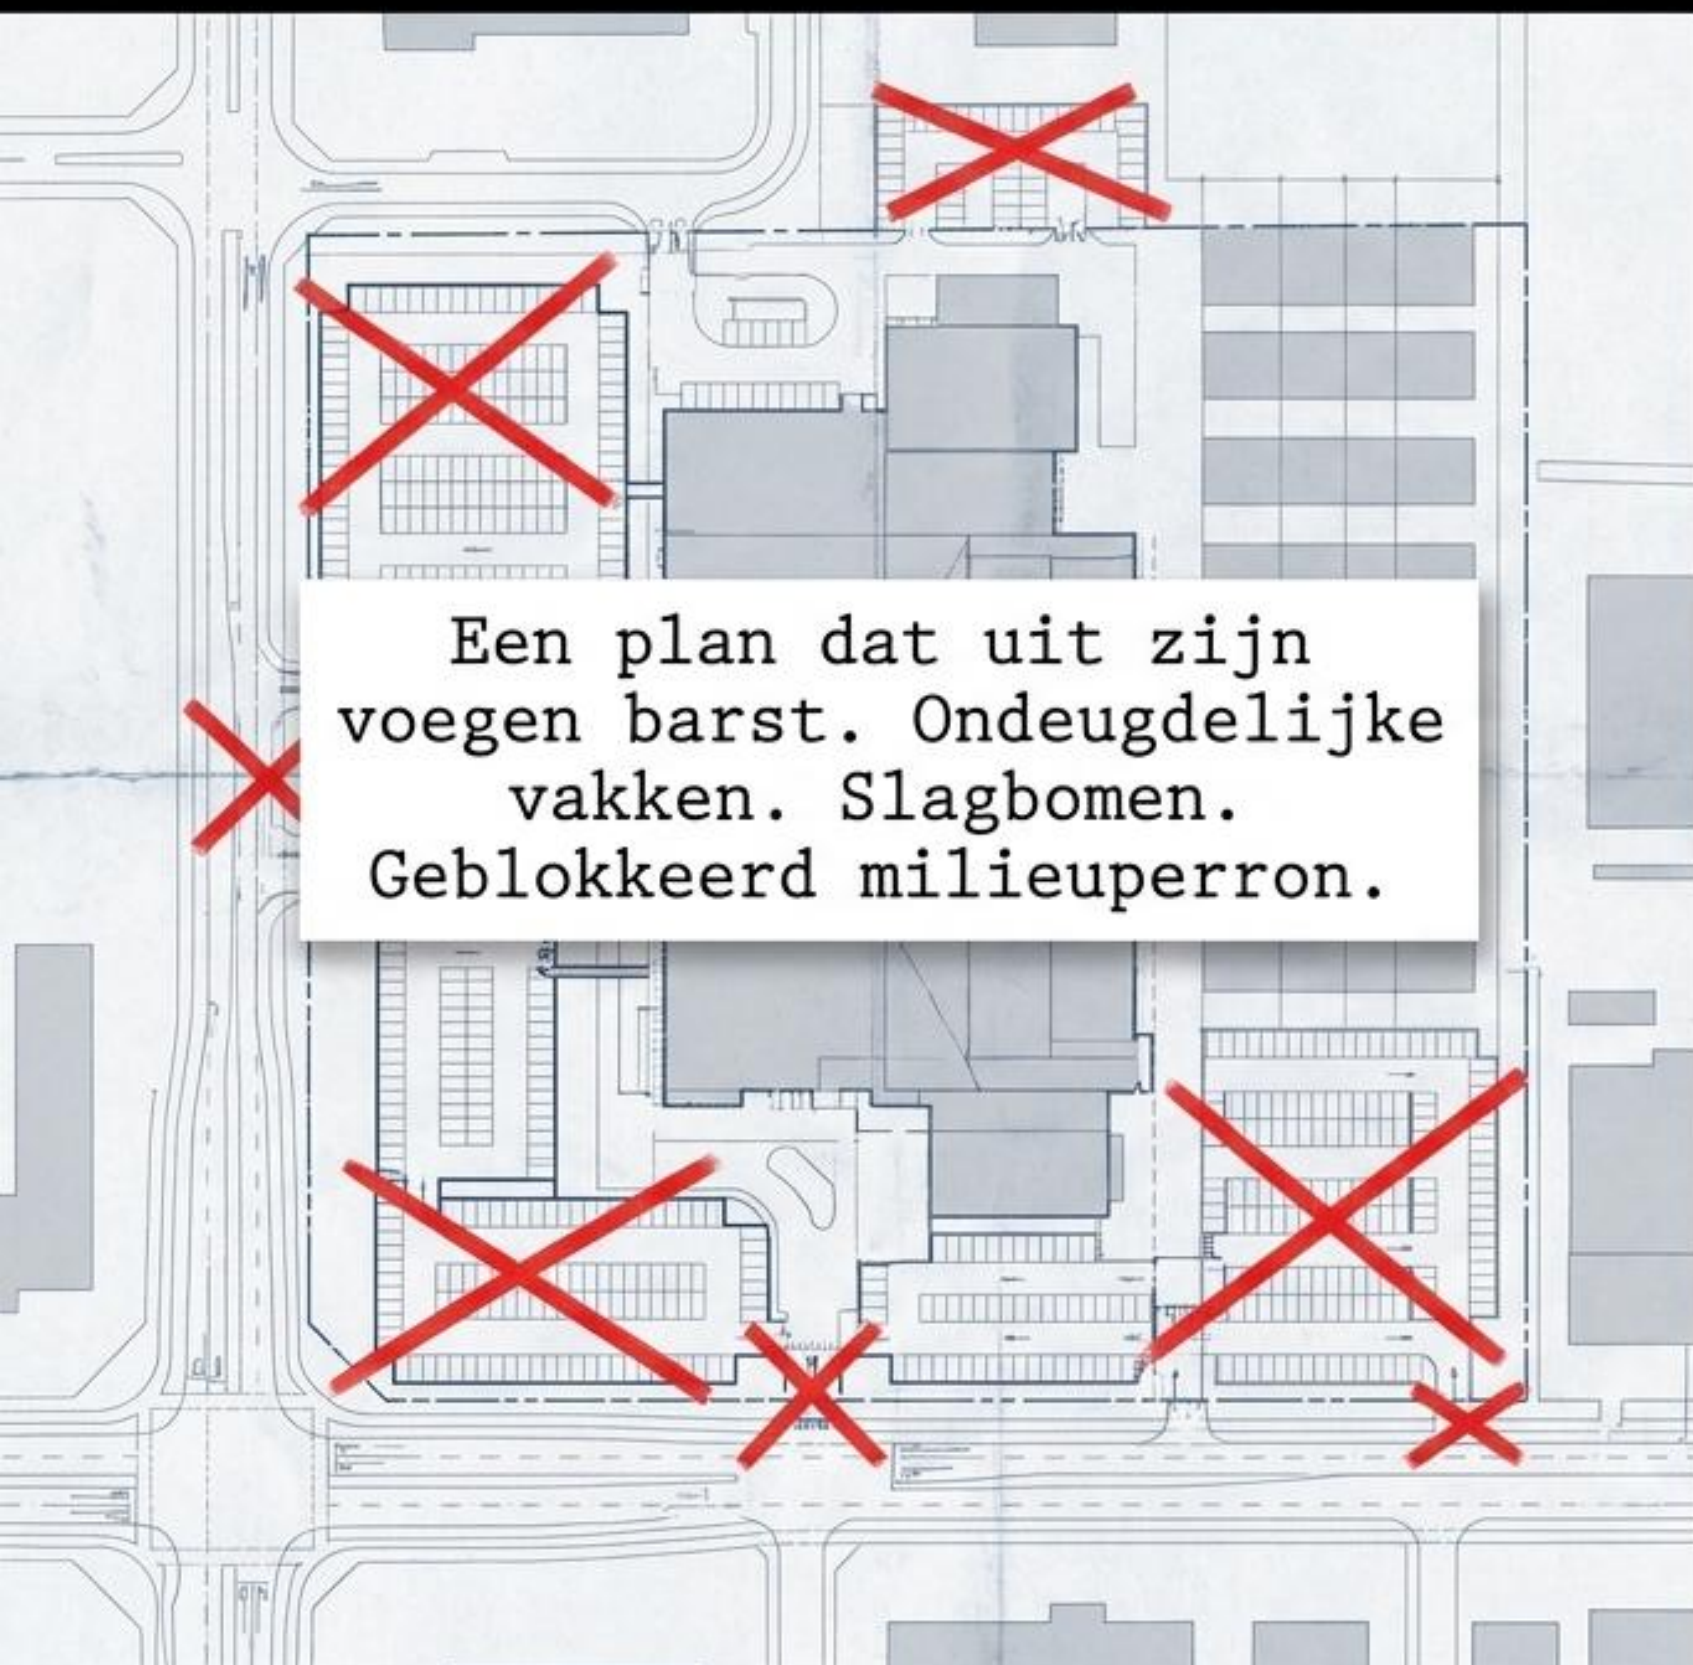 Een plan dat uit zijn
voegen barst. Ondeugdelijke
vakken. Slagbomen.
Geblokkeerd milieuperron.